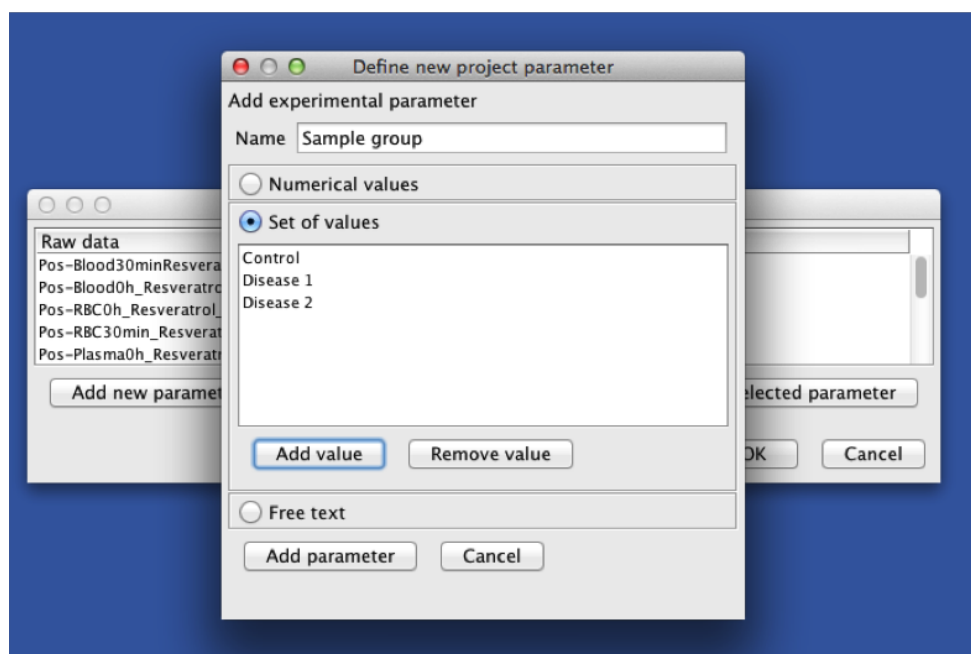 Define new project parameter
Add experimental parameter
Name Sample group
Numerical values
Set of values
Control
Disease 1
Disease 2
Add value Remove value
Free text
Add parameter Cancel
Raw data
Pos-Blood30minResvera
Pos-Blood0h_Resveratro
Pos-RBC0h_Resveratrol_
Pos-RBC30min_Resverat
Pos-Plasma0h_Resveratr
Add new paramet elected parameter
OK Cancel